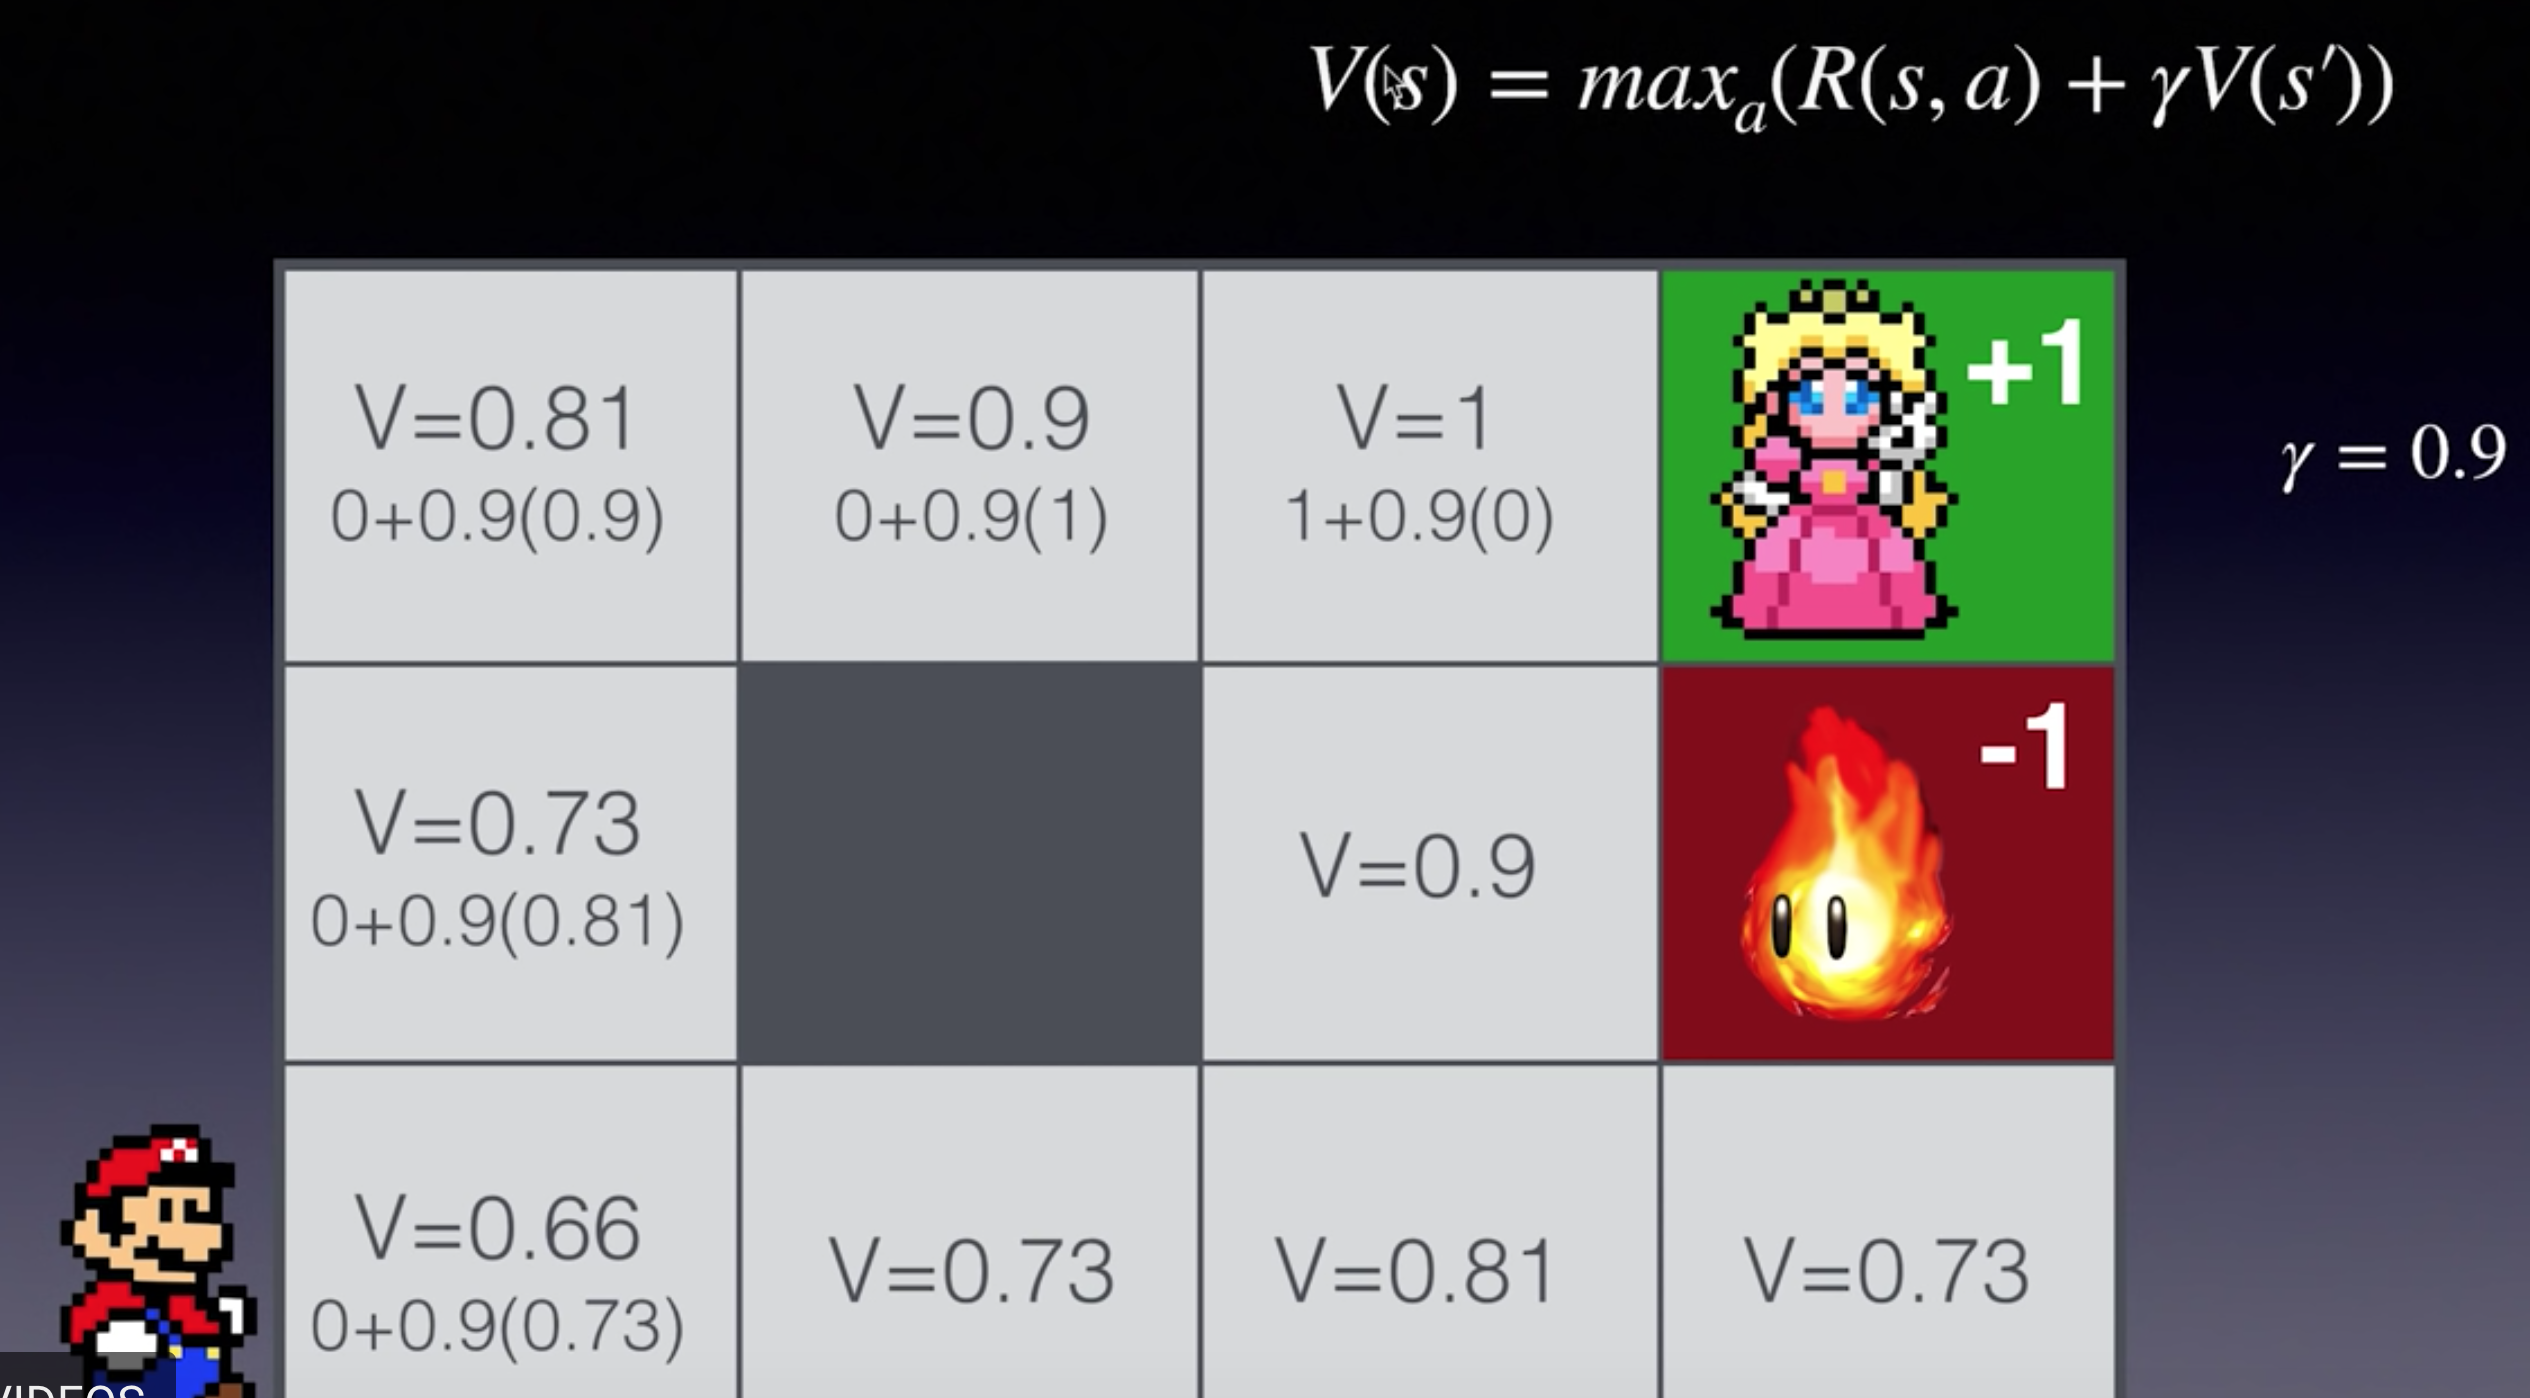 V(s) = maxₐ(R(s, a) + γV(s′))
V=0.81
0+0.9(0.9)
V=0.9
0+0.9(1)
V=1
1+0.9(0)
+1
γ = 0.9
V=0.73
0+0.9(0.81)
V=0.9
-1
V=0.66
0+0.9(0.73)
V=0.73
V=0.81
V=0.73
VIDEOS